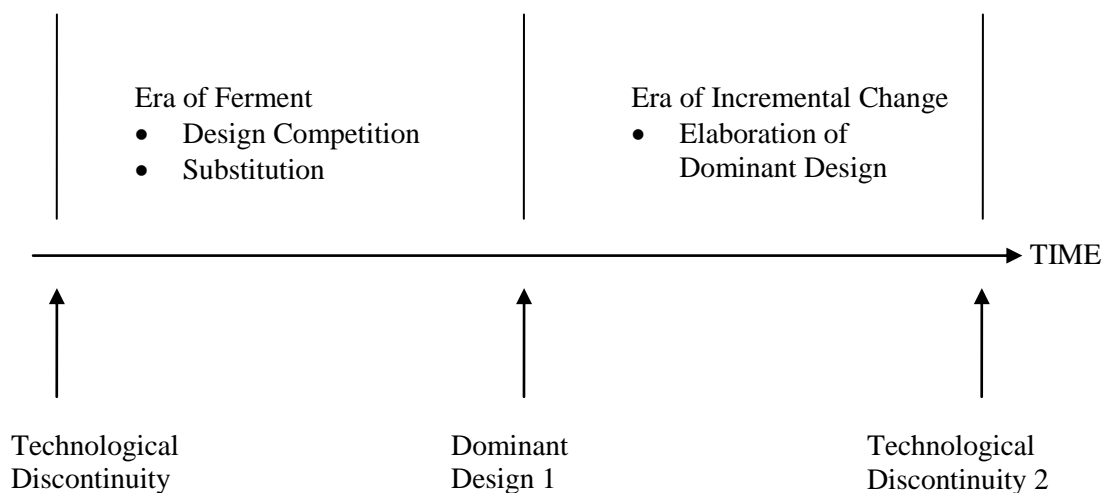 Era of Ferment
• Design Competition
• Substitution
Era of Incremental Change
• Elaboration of
Dominant Design
TIME
Technological
Discontinuity
Dominant
Design 1
Technological
Discontinuity 2